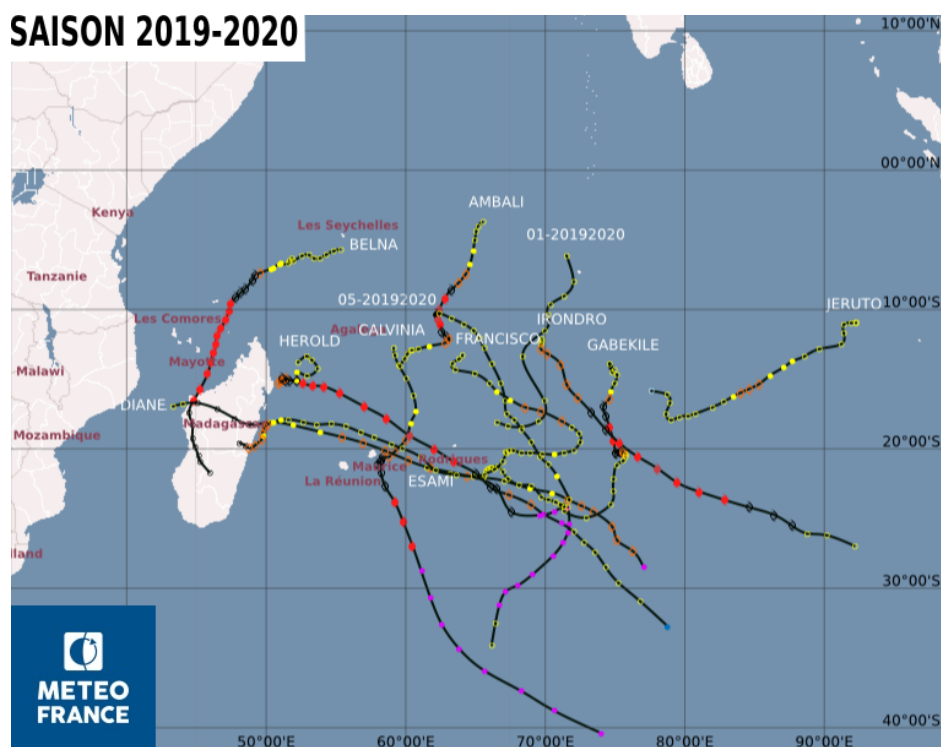 SAISON 2019-2020
10°00'N
00°00'N
AMBALI
Kenya
Les Seychelles
BELNA
01-20192020
Tanzanie
05-20192020
JERUTO
10°00'S
Les Comores
IRONDRO
HEROLD
CALVINIA
FRANCISCO
GABEKILE
Mayotte
Malawi
DIANE
Madagascar
Mozambique
20°00'S
Maurice
Rodrigues
La Réunion
ESAMI
30°00'S
METEO
FRANCE
40°00'S
50°00'E
60°00'E
70°00'E
80°00'E
90°00'E